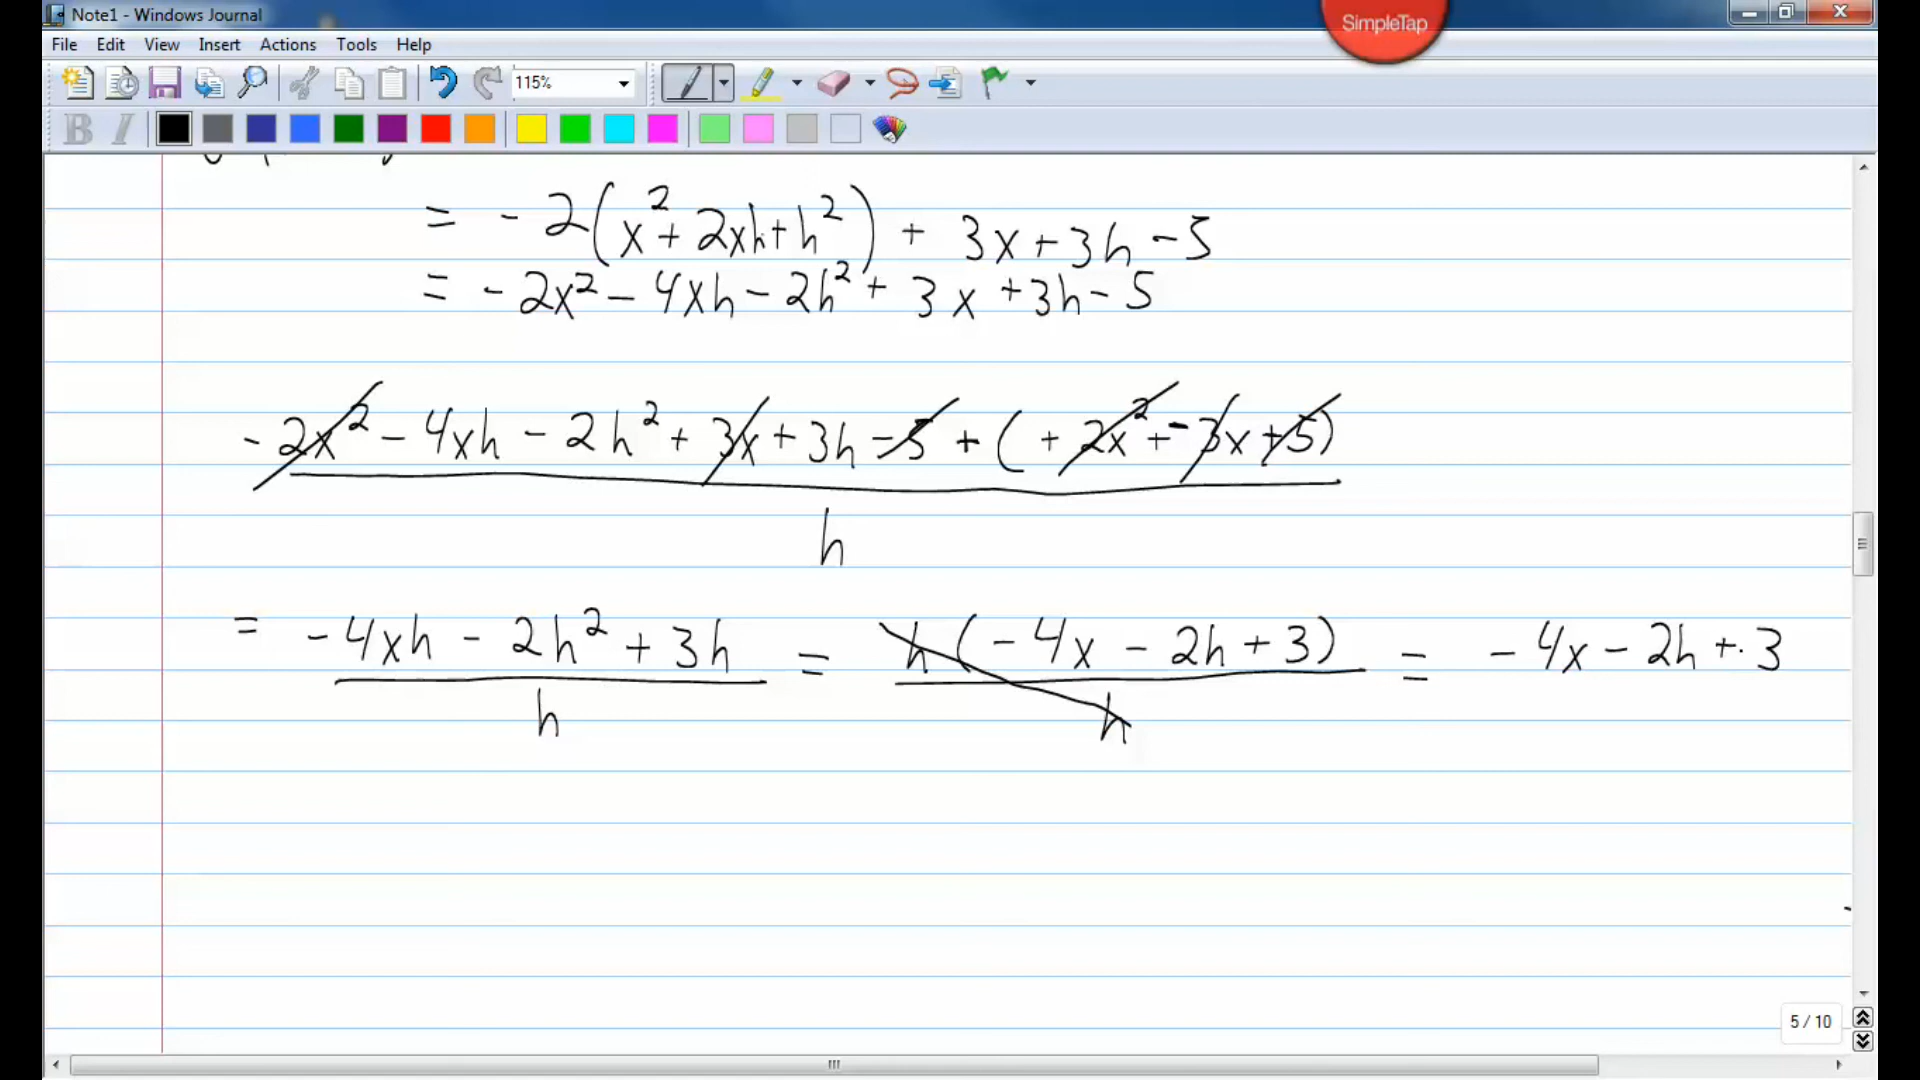 Note1 - Windows Journal
SimpleTap
File Edit View Insert Actions Tools Help
115%
B I
= - 2(x² + 2xh + h²) + 3x + 3h - 5
= - 2x² - 4xh - 2h² + 3x + 3h - 5
- 2x² - 4xh - 2h² + 3x + 3h - 5 + (+ 2x² + - 3x + 5)
h
= - 4xh - 2h² + 3h = h(- 4x - 2h + 3) = - 4x - 2h + 3
h h
5 / 10